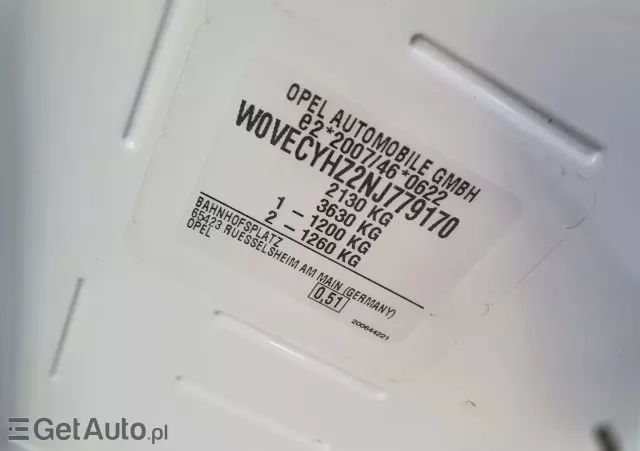 OPEL AUTOMOBILE GMBH
e2*2007/46*0622
W0VECYHZ2NJ779170
2130 KG
3630 KG
1 – 1200 KG
2 – 1260 KG
BAHNHOFSPLATZ
65423 RUESSELSHEIM AM MAIN (GERMANY)
OPEL
0.51
200644221
GetAuto.pl